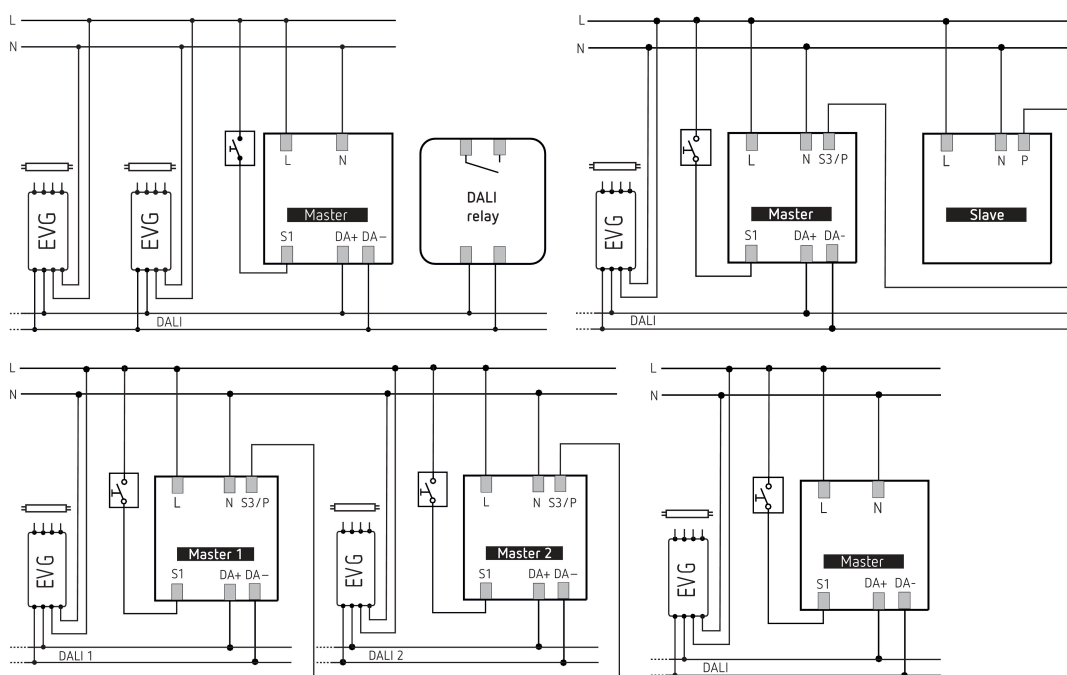 L
N
L N
Master
S1 DA+ DA–
EVG
EVG
DALI
relay
DALI
L
N
L N S3/P
Master
S1 DA+ DA-
EVG
DALI
L N P
Slave
L
N
L N S3/P
Master 1
S1 DA+ DA–
EVG
DALI 1
L N S3/P
Master 2
S1 DA+ DA–
EVG
DALI 2
L
N
L N
Master
S1 DA+ DA-
EVG
DALI